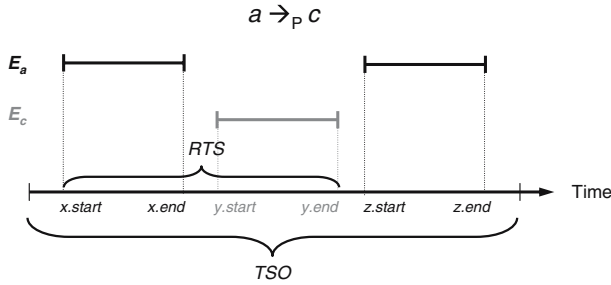 a →P c
Ea
Ec
RTS
x.start x.end y.start y.end z.start z.end Time
TSO